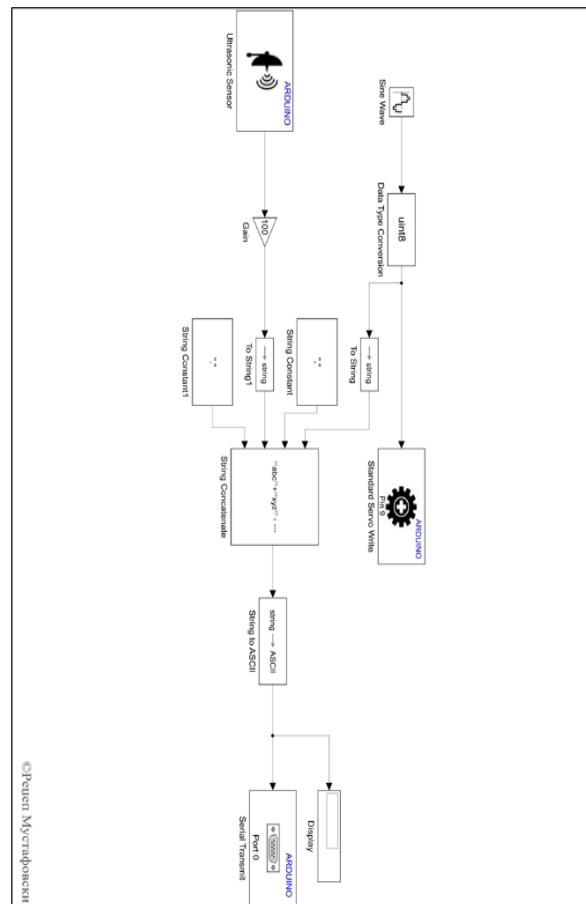 Sine Wave
uint8
Data Type Conversion
ARDUINO
Pin 9
Standard Servo Write
string
To String
","
String Constant
Display
ARDUINO
Ultrasonic Sensor
100
Gain
string
To String1
"."
String Constant1
"abc"+"xyz" = ---
String Concatenate
string → ASCII
String to ASCII
ARDUINO
Port 0
Serial Transmit
©Реџеп Мустафовски